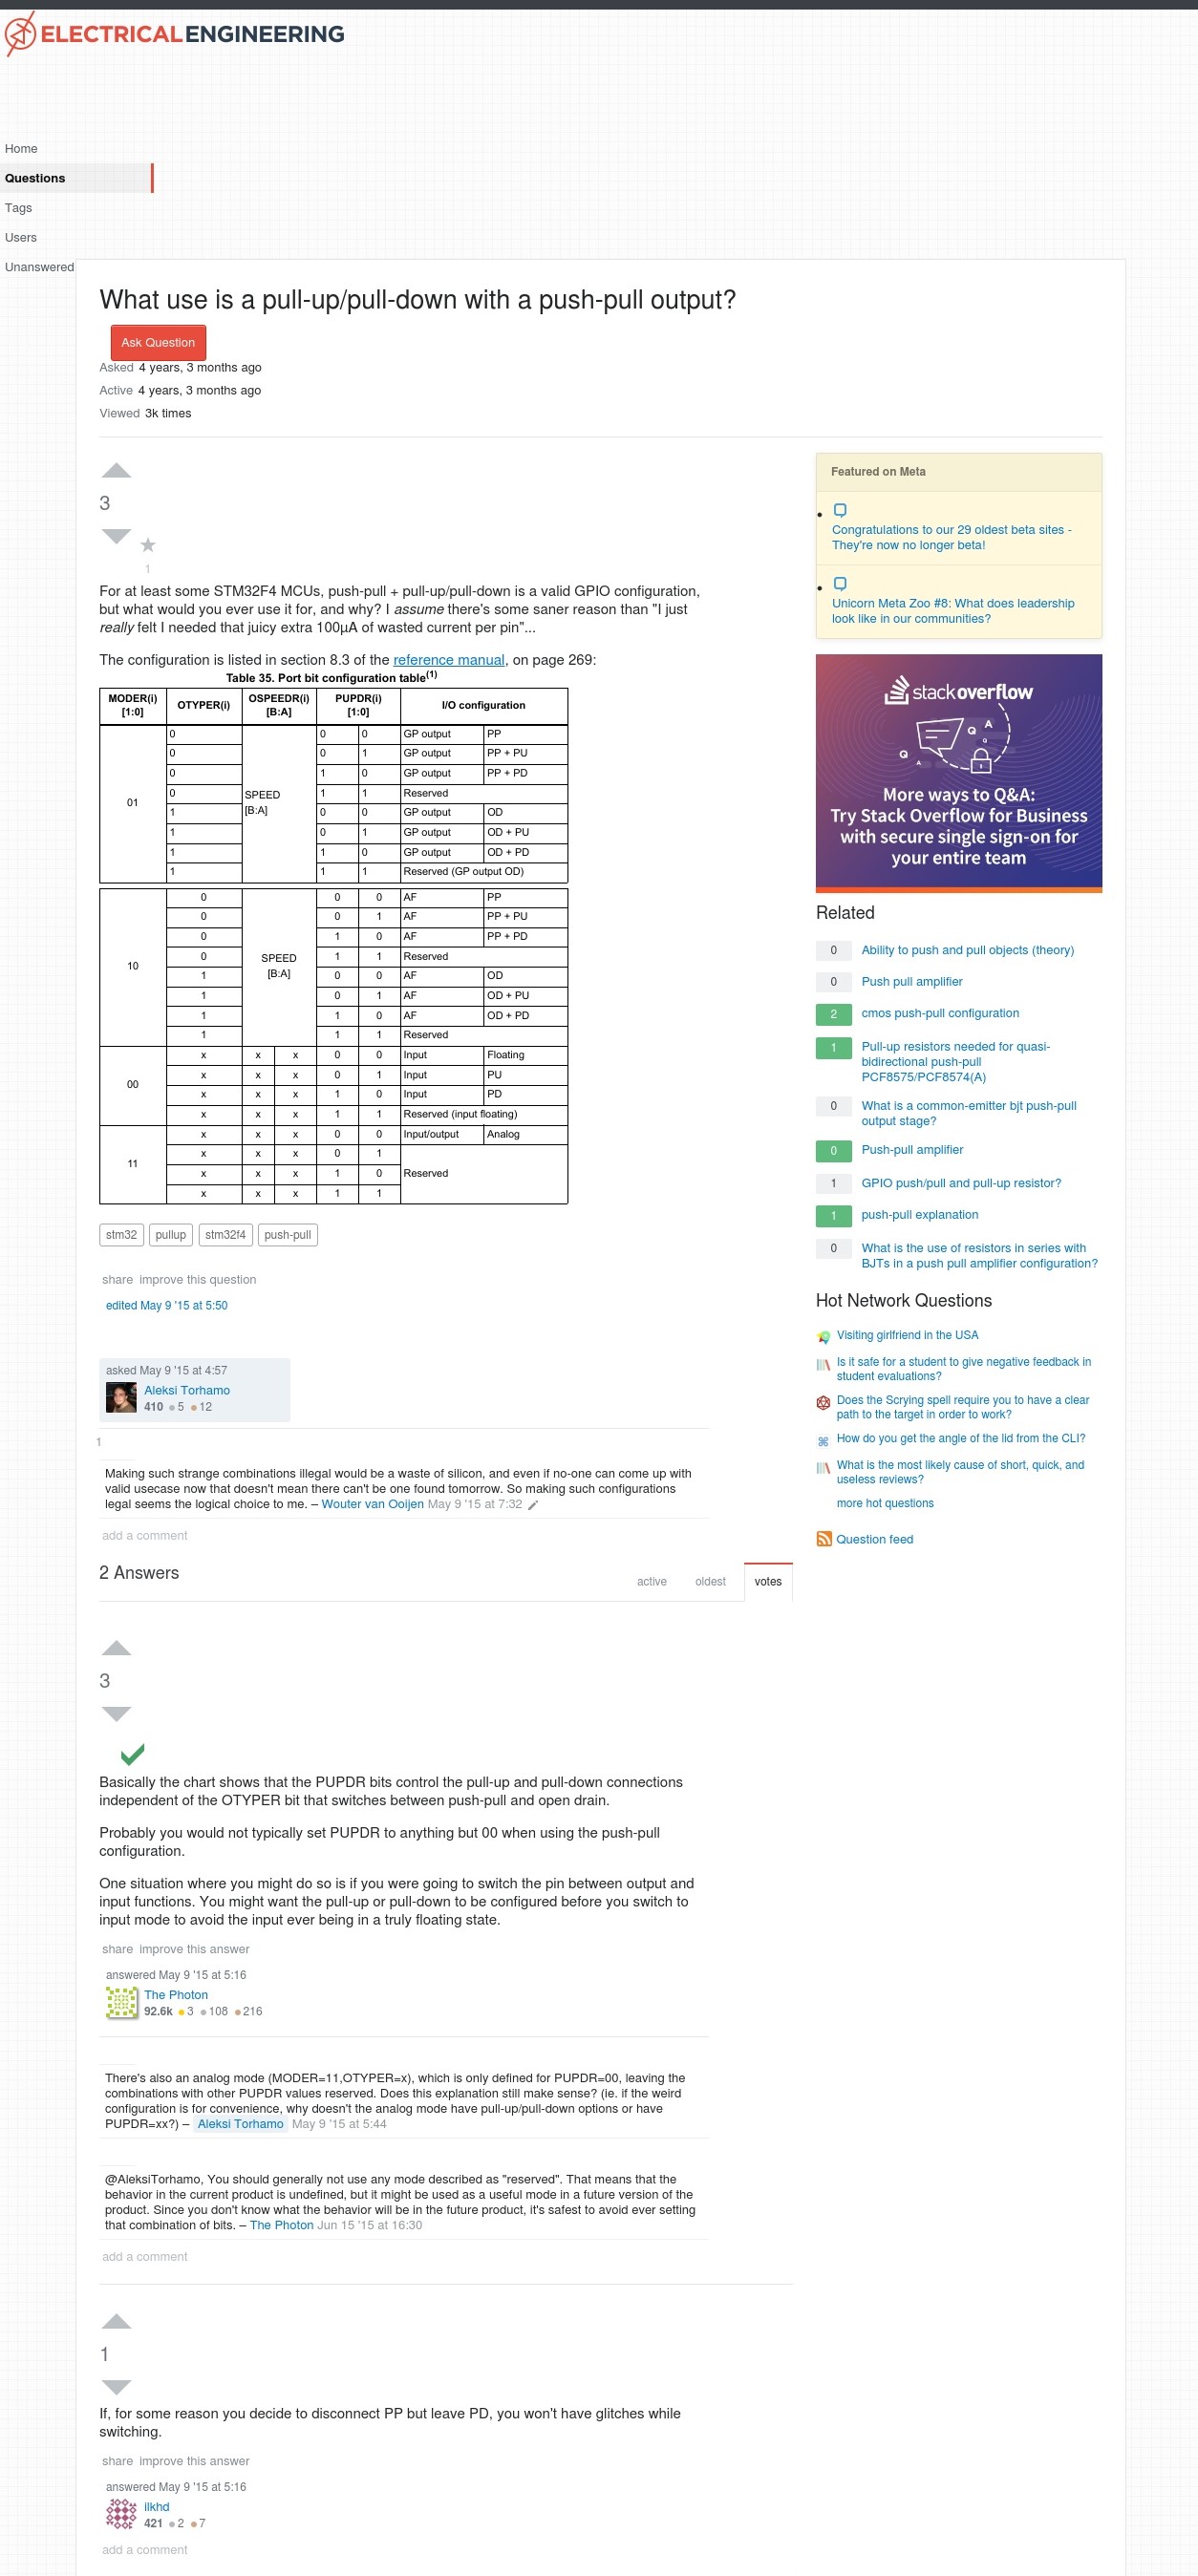 ELECTRICAL ENGINEERING
Home
Questions
Tags
Users
Unanswered
What use is a pull-up/pull-down with a push-pull output?
Ask Question
Asked 4 years, 3 months ago
Active 4 years, 3 months ago
Viewed 3k times
3
1
For at least some STM32F4 MCUs, push-pull + pull-up/pull-down is a valid GPIO configuration,
but what would you ever use it for, and why? I assume there's some saner reason than "I just
really felt I needed that juicy extra 100µA of wasted current per pin"...
The configuration is listed in section 8.3 of the reference manual, on page 269:
Table 35. Port bit configuration table(1)
MODER(i) [1:0] OTYPER(i) OSPEEDR(i) [B:A] PUPDR(i) [1:0] I/O configuration
01 SPEED [B:A]
0 0 0 GP output PP
0 0 1 GP output PP + PU
0 1 0 GP output PP + PD
0 1 1 Reserved
1 0 0 GP output OD
1 0 1 GP output OD + PU
1 1 0 GP output OD + PD
1 1 1 Reserved (GP output OD)
10 SPEED [B:A]
0 0 0 AF PP
0 0 1 AF PP + PU
0 1 0 AF PP + PD
0 1 1 Reserved
1 0 0 AF OD
1 0 1 AF OD + PU
1 1 0 AF OD + PD
1 1 1 Reserved
00
x x x 0 0 Input Floating
x x x 0 1 Input PU
x x x 1 0 Input PD
x x x 1 1 Reserved (input floating)
11
x x x 0 0 Input/output Analog
x x x 0 1
x x x 1 0 Reserved
x x x 1 1
stm32 pullup stm32f4 push-pull
share improve this question
edited May 9 '15 at 5:50
asked May 9 '15 at 4:57
Aleksi Torhamo
410 5 12
1
Making such strange combinations illegal would be a waste of silicon, and even if no-one can come up with
valid usecase now that doesn't mean there can't be one found tomorrow. So making such configurations
legal seems the logical choice to me. – Wouter van Ooijen May 9 '15 at 7:32
add a comment
2 Answers
active oldest votes
3
Basically the chart shows that the PUPDR bits control the pull-up and pull-down connections
independent of the OTYPER bit that switches between push-pull and open drain.
Probably you would not typically set PUPDR to anything but 00 when using the push-pull
configuration.
One situation where you might do so is if you were going to switch the pin between output and
input functions. You might want the pull-up or pull-down to be configured before you switch to
input mode to avoid the input ever being in a truly floating state.
share improve this answer
answered May 9 '15 at 5:16
The Photon
92.6k 3 108 216
There's also an analog mode (MODER=11,OTYPER=x), which is only defined for PUPDR=00, leaving the
combinations with other PUPDR values reserved. Does this explanation still make sense? (ie. if the weird
configuration is for convenience, why doesn't the analog mode have pull-up/pull-down options or have
PUPDR=xx?) – Aleksi Torhamo May 9 '15 at 5:44
@AleksiTorhamo, You should generally not use any mode described as "reserved". That means that the
behavior in the current product is undefined, but it might be used as a useful mode in a future version of the
product. Since you don't know what the behavior will be in the future product, it's safest to avoid ever setting
that combination of bits. – The Photon Jun 15 '15 at 16:30
add a comment
1
If, for some reason you decide to disconnect PP but leave PD, you won't have glitches while
switching.
share improve this answer
answered May 9 '15 at 5:16
ilkhd
421 2 7
add a comment
Featured on Meta
Congratulations to our 29 oldest beta sites -
They're now no longer beta!
Unicorn Meta Zoo #8: What does leadership
look like in our communities?
stackoverflow
Q A
Q A Q
More ways to Q&A:
Try Stack Overflow for Business
with secure single sign-on for
your entire team
Related
0 Ability to push and pull objects (theory)
0 Push pull amplifier
2 cmos push-pull configuration
1 Pull-up resistors needed for quasi-
bidirectional push-pull
PCF8575/PCF8574(A)
0 What is a common-emitter bjt push-pull
output stage?
0 Push-pull amplifier
1 GPIO push/pull and pull-up resistor?
1 push-pull explanation
0 What is the use of resistors in series with
BJTs in a push pull amplifier configuration?
Hot Network Questions
Visiting girlfriend in the USA
Is it safe for a student to give negative feedback in
student evaluations?
Does the Scrying spell require you to have a clear
path to the target in order to work?
How do you get the angle of the lid from the CLI?
What is the most likely cause of short, quick, and
useless reviews?
more hot questions
Question feed